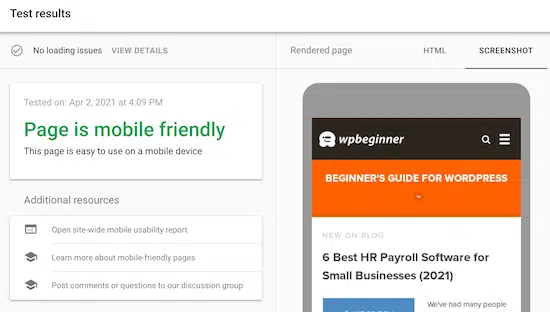 Test results
No loading issues VIEW DETAILS
Tested on: Apr 2, 2021 at 4:09 PM
Page is mobile friendly
This page is easy to use on a mobile device
Additional resources
Open site-wide mobile usability report
Learn more about mobile-friendly pages
Post comments or questions to our discussion group
Rendered page HTML SCREENSHOT
wpbeginner
BEGINNER'S GUIDE FOR WORDPRESS
NEW ON BLOG
6 Best HR Payroll Software for
Small Businesses (2021)
We've had many people